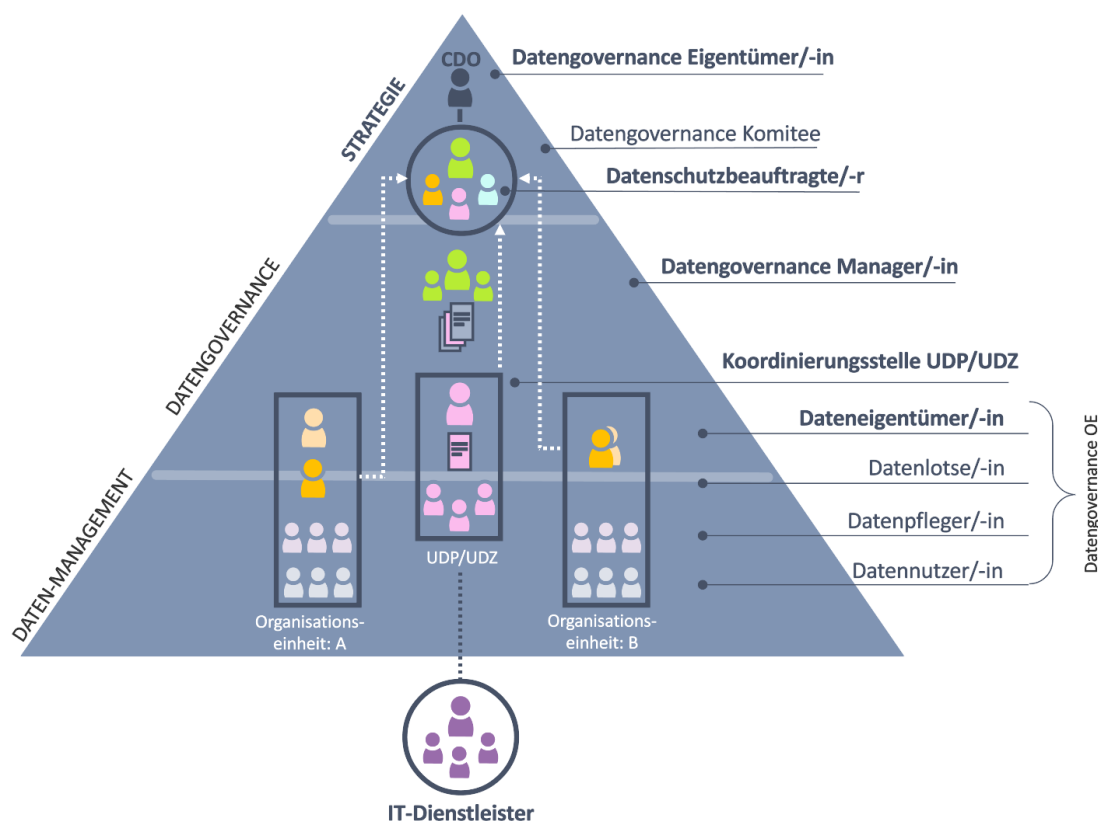 CDO
Datengovernance Eigentümer/-in
STRATEGIE
Datengovernance Komitee
Datenschutzbeauftragte/-r
DATENGOVERNANCE
Datengovernance Manager/-in
Koordinierungsstelle UDP/UDZ
Dateneigentümer/-in
Datenlotse/-in
Datenpfleger/-in
Datennutzer/-in
Datengovernance OE
DATEN-MANAGEMENT
UDP/UDZ
Organisations-
einheit: A
Organisations-
einheit: B
IT-Dienstleister